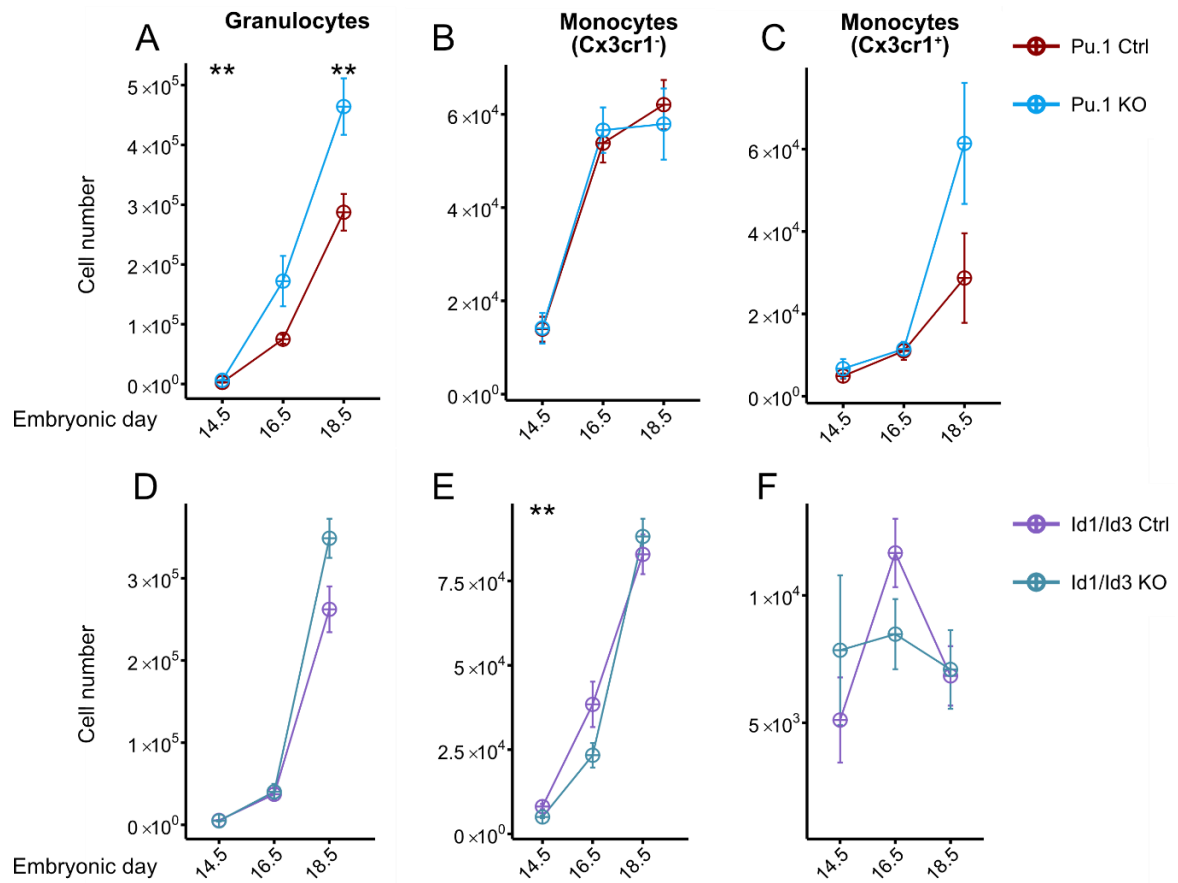 A
Granulocytes
B
Monocytes
(Cx3cr1⁻)
C
Monocytes
(Cx3cr1⁺)
Pu.1 Ctrl
Pu.1 KO
** **
5 ×10⁵
4 ×10⁵
3 ×10⁵
2 ×10⁵
1 ×10⁵
0 ×10⁰
Cell number
14.5 16.5 18.5
6 ×10⁴
4 ×10⁴
2 ×10⁴
0 ×10⁰
14.5 16.5 18.5
6 ×10⁴
4 ×10⁴
2 ×10⁴
0 ×10⁰
14.5 16.5 18.5
Embryonic day
D
E
F
Id1/Id3 Ctrl
Id1/Id3 KO
3 ×10⁵
2 ×10⁵
1 ×10⁵
0 ×10⁰
Cell number
14.5 16.5 18.5
**
7.5 ×10⁴
5 ×10⁴
2.5 ×10⁴
0 ×10⁰
14.5 16.5 18.5
1 ×10⁴
5 ×10³
14.5 16.5 18.5
Embryonic day